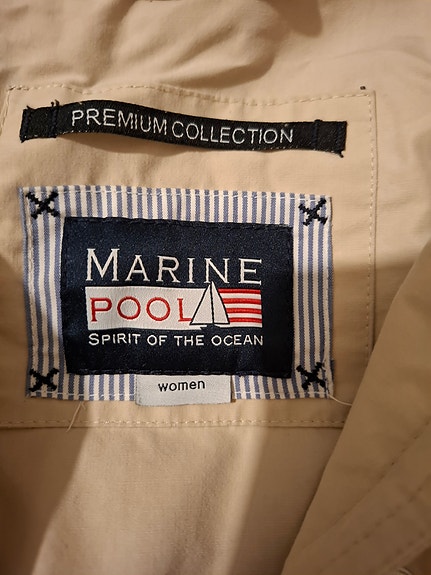 PREMIUM COLLECTION
MARINE
POOL
SPIRIT OF THE OCEAN
women